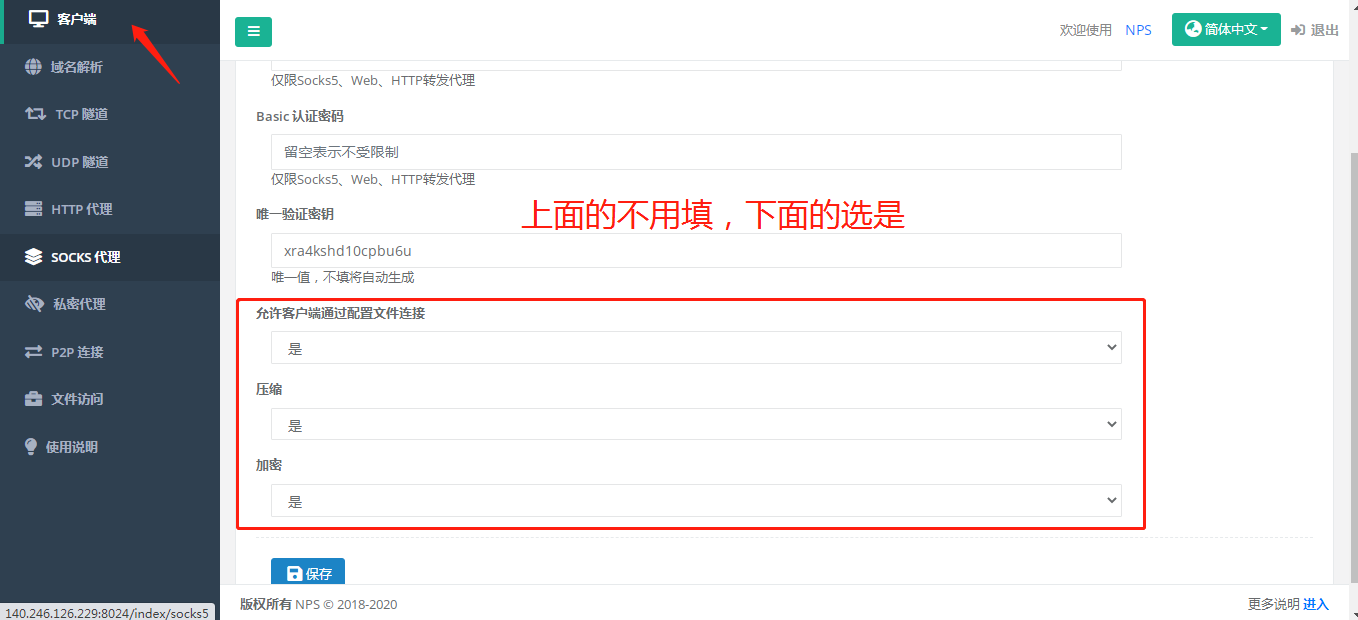 客户端
域名解析
TCP 隧道
UDP 隧道
HTTP 代理
SOCKS 代理
私密代理
P2P 连接
文件访问
使用说明
140.246.126.229:8024/index/socks5
欢迎使用 NPS 简体中文 退出
仅限Socks5、Web、HTTP转发代理
Basic 认证密码
留空表示不受限制
仅限Socks5、Web、HTTP转发代理
唯一验证密钥
上面的不用填，下面的选是
xra4kshd10cpbu6u
唯一值，不填将自动生成
允许客户端通过配置文件连接
是
压缩
是
加密
是
保存
版权所有 NPS © 2018-2020
更多说明 进入